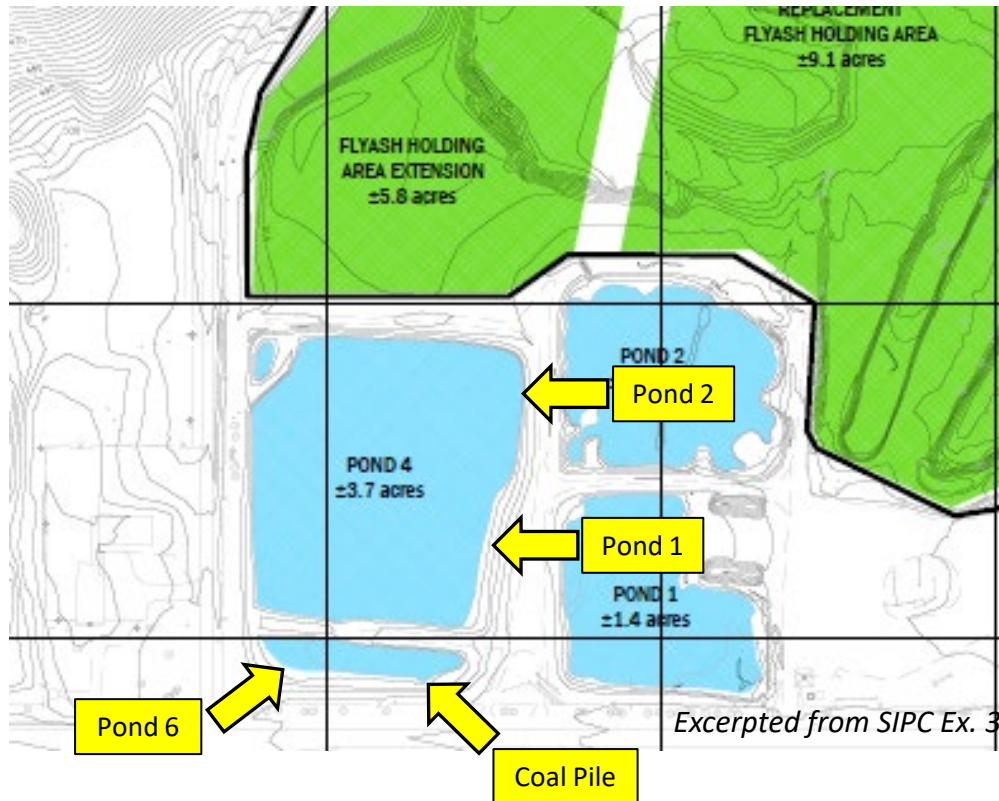 REPLACEMENT
FLYASH HOLDING AREA
±9.1 acres
FLYASH HOLDING
AREA EXTENSION
±5.8 acres
POND 2
Pond 2
POND 4
±3.7 acres
Pond 1
POND 1
±1.4 acres
Pond 6
Excerpted from SIPC Ex. 3
Coal Pile